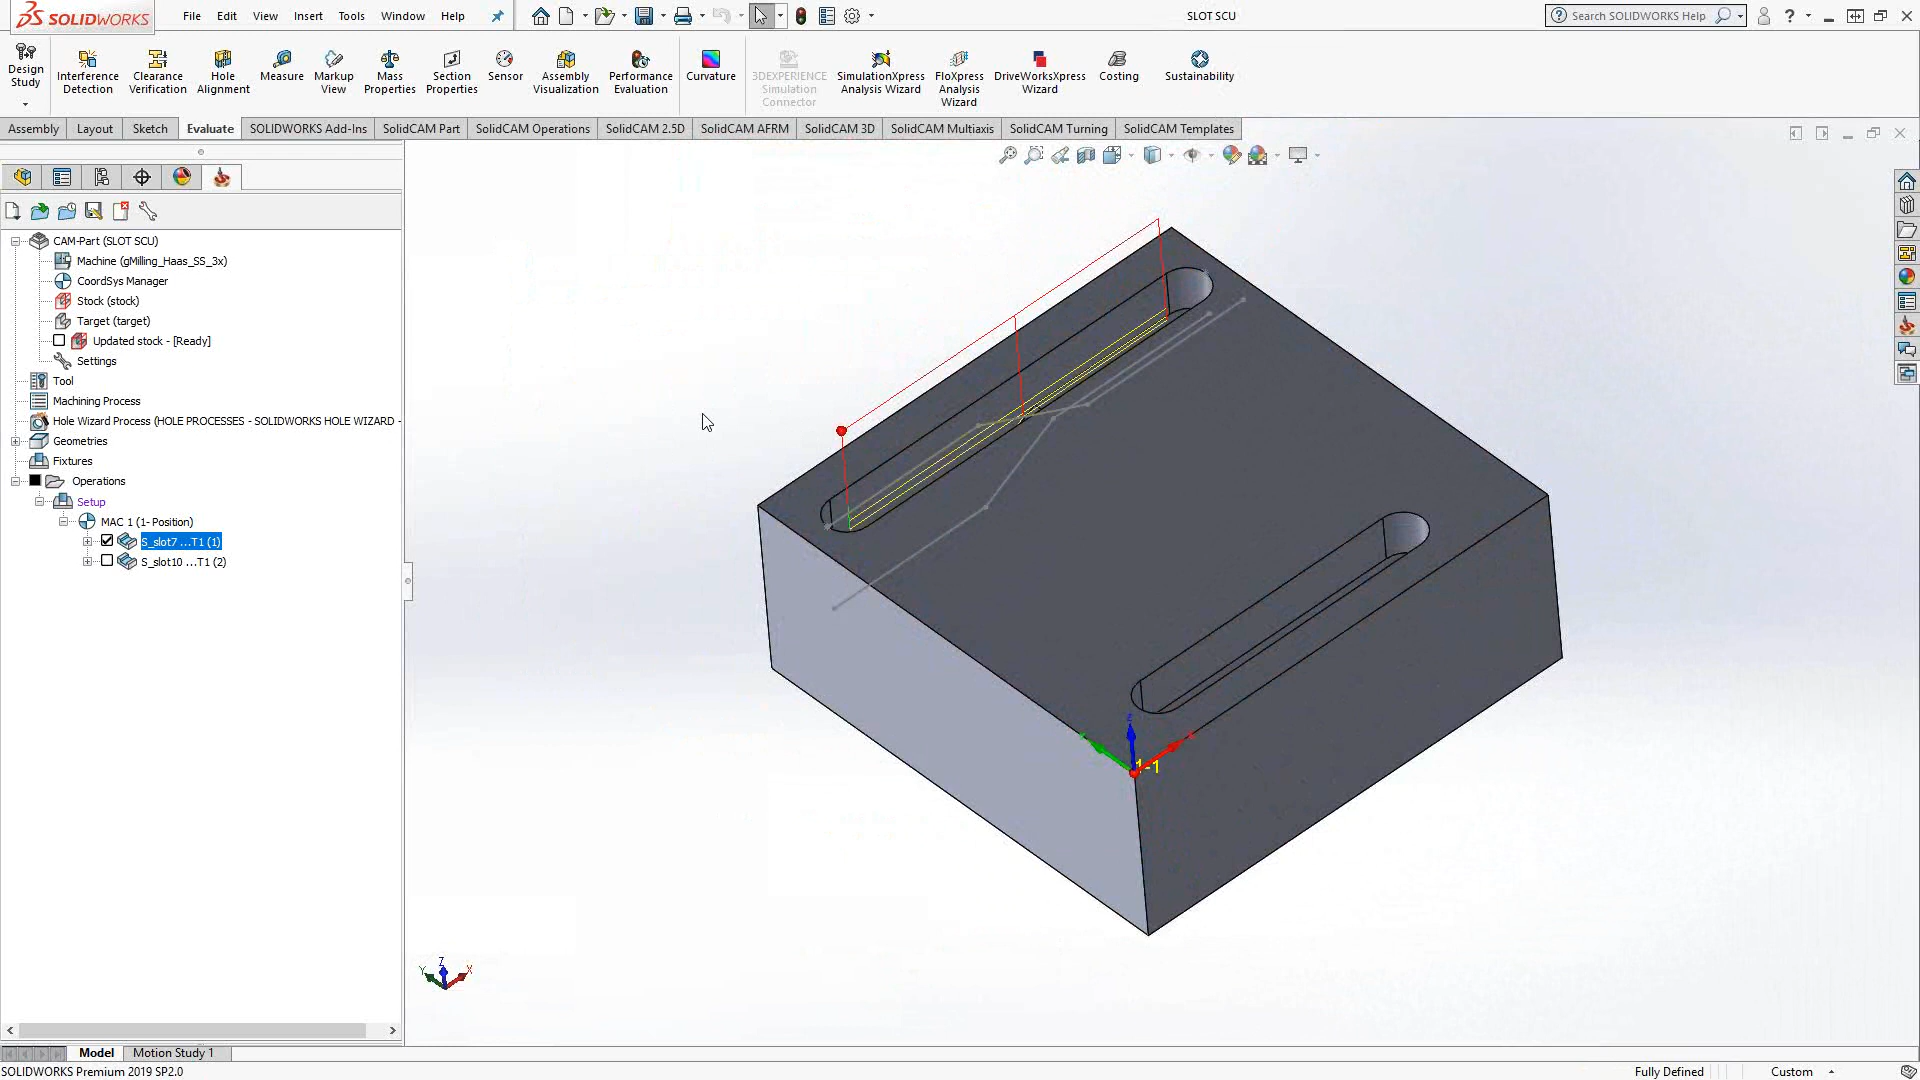 SOLIDWORKS File Edit View Insert Tools Window Help SLOT SCU Search SOLIDWORKS Help
Design Study
Interference Detection
Clearance Verification
Hole Alignment
Measure
Markup View
Mass Properties
Section Properties
Sensor
Assembly Visualization
Performance Evaluation
Curvature
3DEXPERIENCE Simulation Connector
SimulationXpress Analysis Wizard
FloXpress Analysis Wizard
DriveWorksXpress Wizard
Costing
Sustainability
Assembly Layout Sketch Evaluate SOLIDWORKS Add-Ins SolidCAM Part SolidCAM Operations SolidCAM 2.5D SolidCAM AFRM SolidCAM 3D SolidCAM Multiaxis SolidCAM Turning SolidCAM Templates
CAM-Part (SLOT SCU)
Machine (gMilling_Haas_SS_3x)
CoordSys Manager
Stock (stock)
Target (target)
Updated stock - [Ready]
Settings
Tool
Machining Process
Hole Wizard Process (HOLE PROCESSES - SOLIDWORKS HOLE WIZARD -
Geometries
Fixtures
Operations
Setup
MAC 1 (1- Position)
S_slot7 ...T1 (1)
S_slot10 ...T1 (2)
Z
1-1
Z
Y X
Model Motion Study 1
SOLIDWORKS Premium 2019 SP2.0 Fully Defined Custom